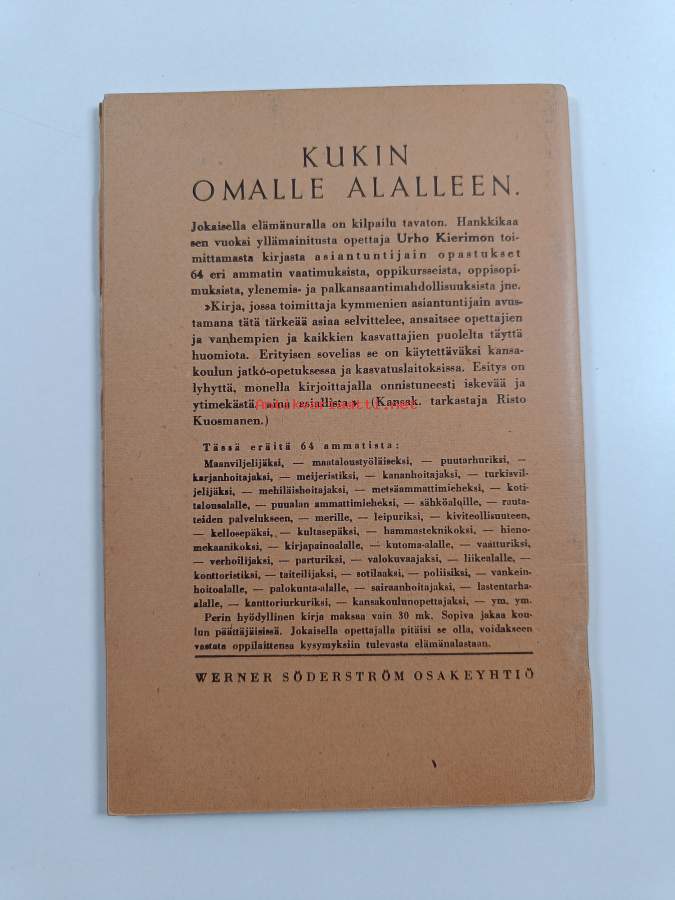 KUKIN
OMALLE ALALLEEN.
Jokaisella elämänuralla on kilpailu tavaton. Hankkikaa
sen vuoksi yllämainitusta opettaja Urho Kierimon toi-
mittamasta kirjasta asiantuntijain opastukset
64 eri ammatin vaatimuksista, oppikursseista, oppisopi-
muksista, ylenemis- ja palkansaantimahdollisuuksista jne.
»Kirja, jossa toimittaja kymmenien asiantuntijain avus-
tamana tätä tärkeää asiaa selvittelee, ansaitsee opettajien
ja vanhempien ja kaikkien kasvattajien puolelta täyttä
huomiota. Erityisen sovelias se on käytettäväksi kansa-
koulun jatko-opetuksessa ja kasvatuslaitoksissa. Esitys on
lyhyttä, monella kirjoittajalla onnistuneesti iskevää ja
ytimekästä, aina asiallista.» (Kansak. tarkastaja Risto
Kuosmanen.)
Antikvariaatti.net
Tässä eräitä 64 ammatista:
Maanviljelijäksi, — maataloustyöläiseksi, — puutarhuriksi, —
karjanhoitajaksi, — meijeristiksi, — kananhoitajaksi, — turkisvil-
jelijäksi, — mehiläishoitajaksi, — metsäammattimieheksi, — koti-
talousalalle, — puualan ammattimieheksi, — sähköaloille, — rauta-
teiden palvelukseen, — merille, — leipuriksi, — kiviteollisuuteen,
— kellosepäksi, — kultasepäksi, — hammasteknikoksi, — hieno-
mekaanikoksi, — kirjapainoalalle, — kutoma-alalle, — vaatturiksi,
— verhoilijaksi, — parturiksi, — valokuvaajaksi, — liikealalle, —
konttoristiksi, — taiteilijaksi, — sotilaaksi, — poliisiksi, — vankein-
hoitoalalle, — palokunta-alalle, — sairaanhoitajaksi, — lastentarha-
alalle, — kanttoriurkuriksi, — kansakoulunopettajaksi, — ym. ym.
Perin hyödyllinen kirja maksaa vain 30 mk. Sopiva jakaa kou-
lun päättäjäisissä. Jokaisella opettajalla pitäisi se olla, voidakseen
vastata oppilaittensa kysymyksiin tulevasta elämänalastaan.
WERNER SÖDERSTRÖM OSAKEYHTIÖ